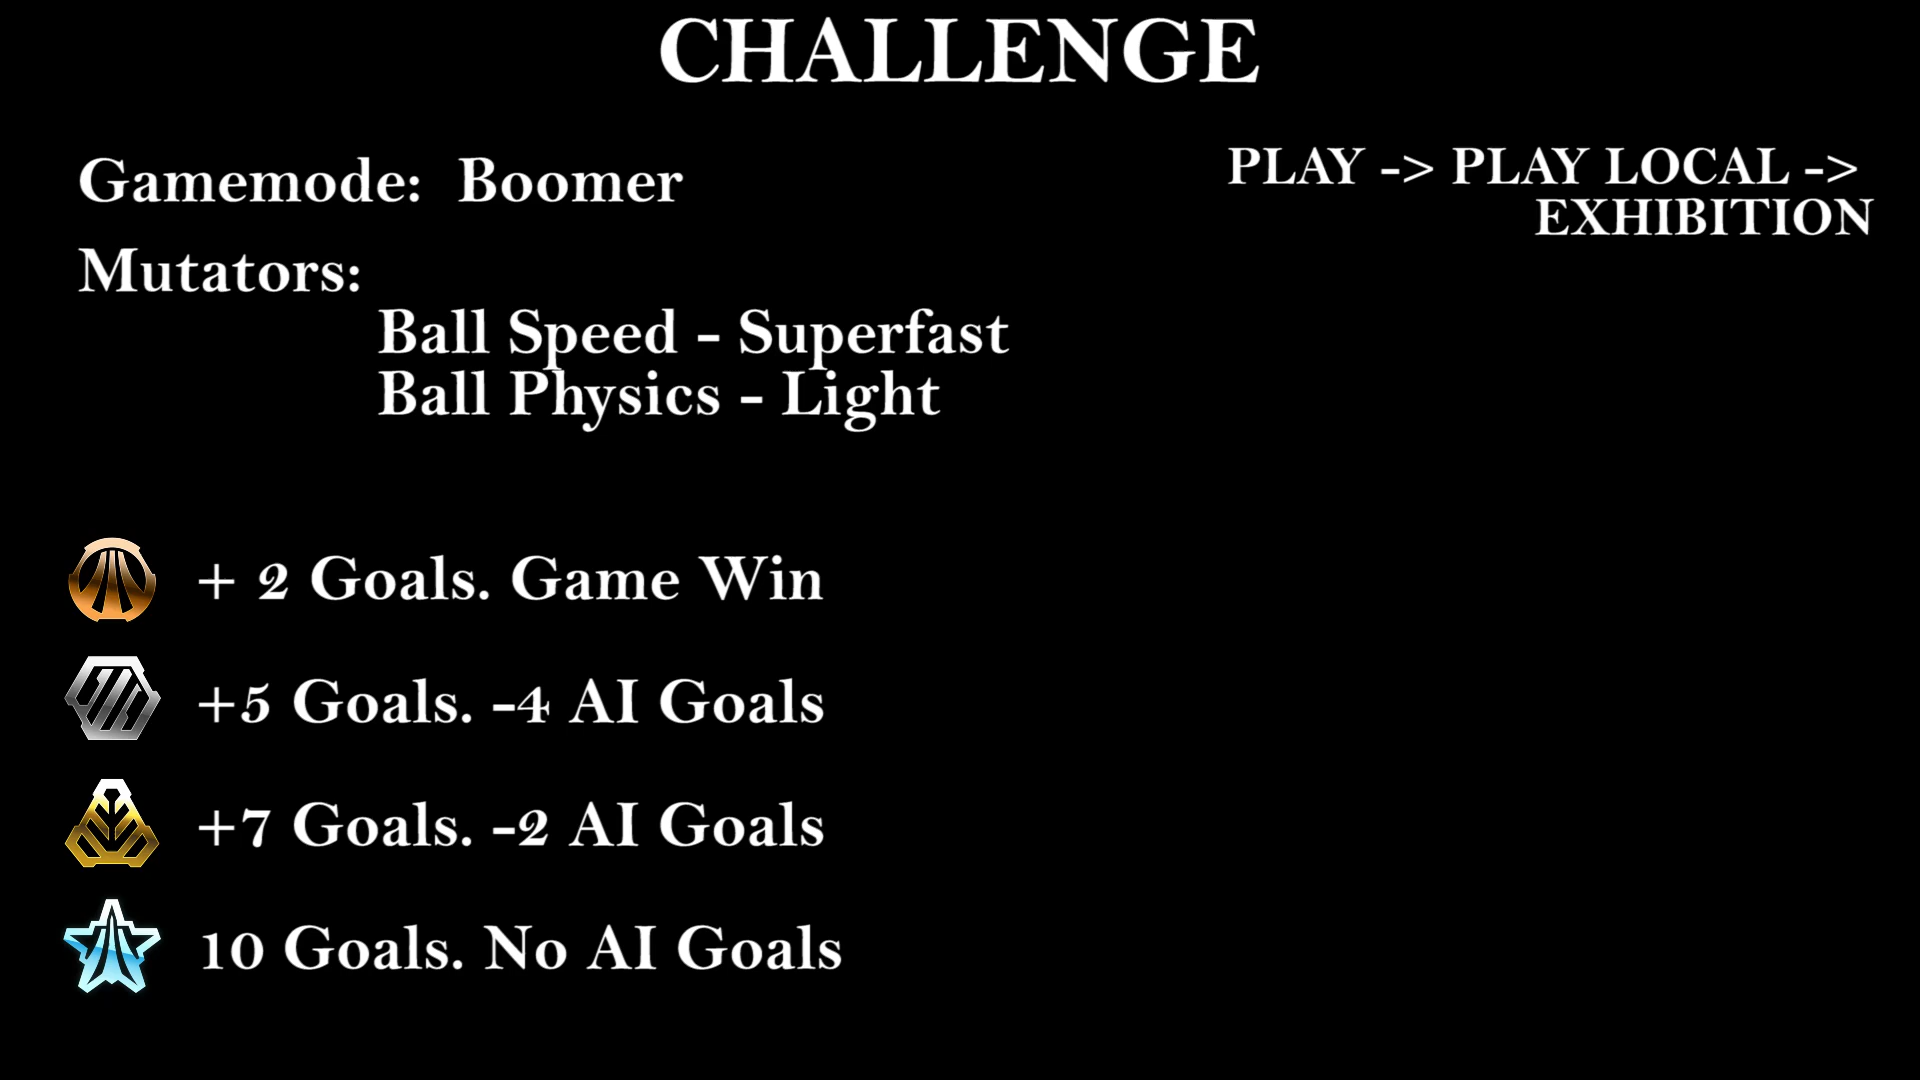 CHALLENGE
Gamemode: Boomer
PLAY -> PLAY LOCAL ->
EXHIBITION
Mutators:
Ball Speed - Superfast
Ball Physics - Light
+ 2 Goals. Game Win
+5 Goals. -4 AI Goals
+7 Goals. -2 AI Goals
10 Goals. No AI Goals